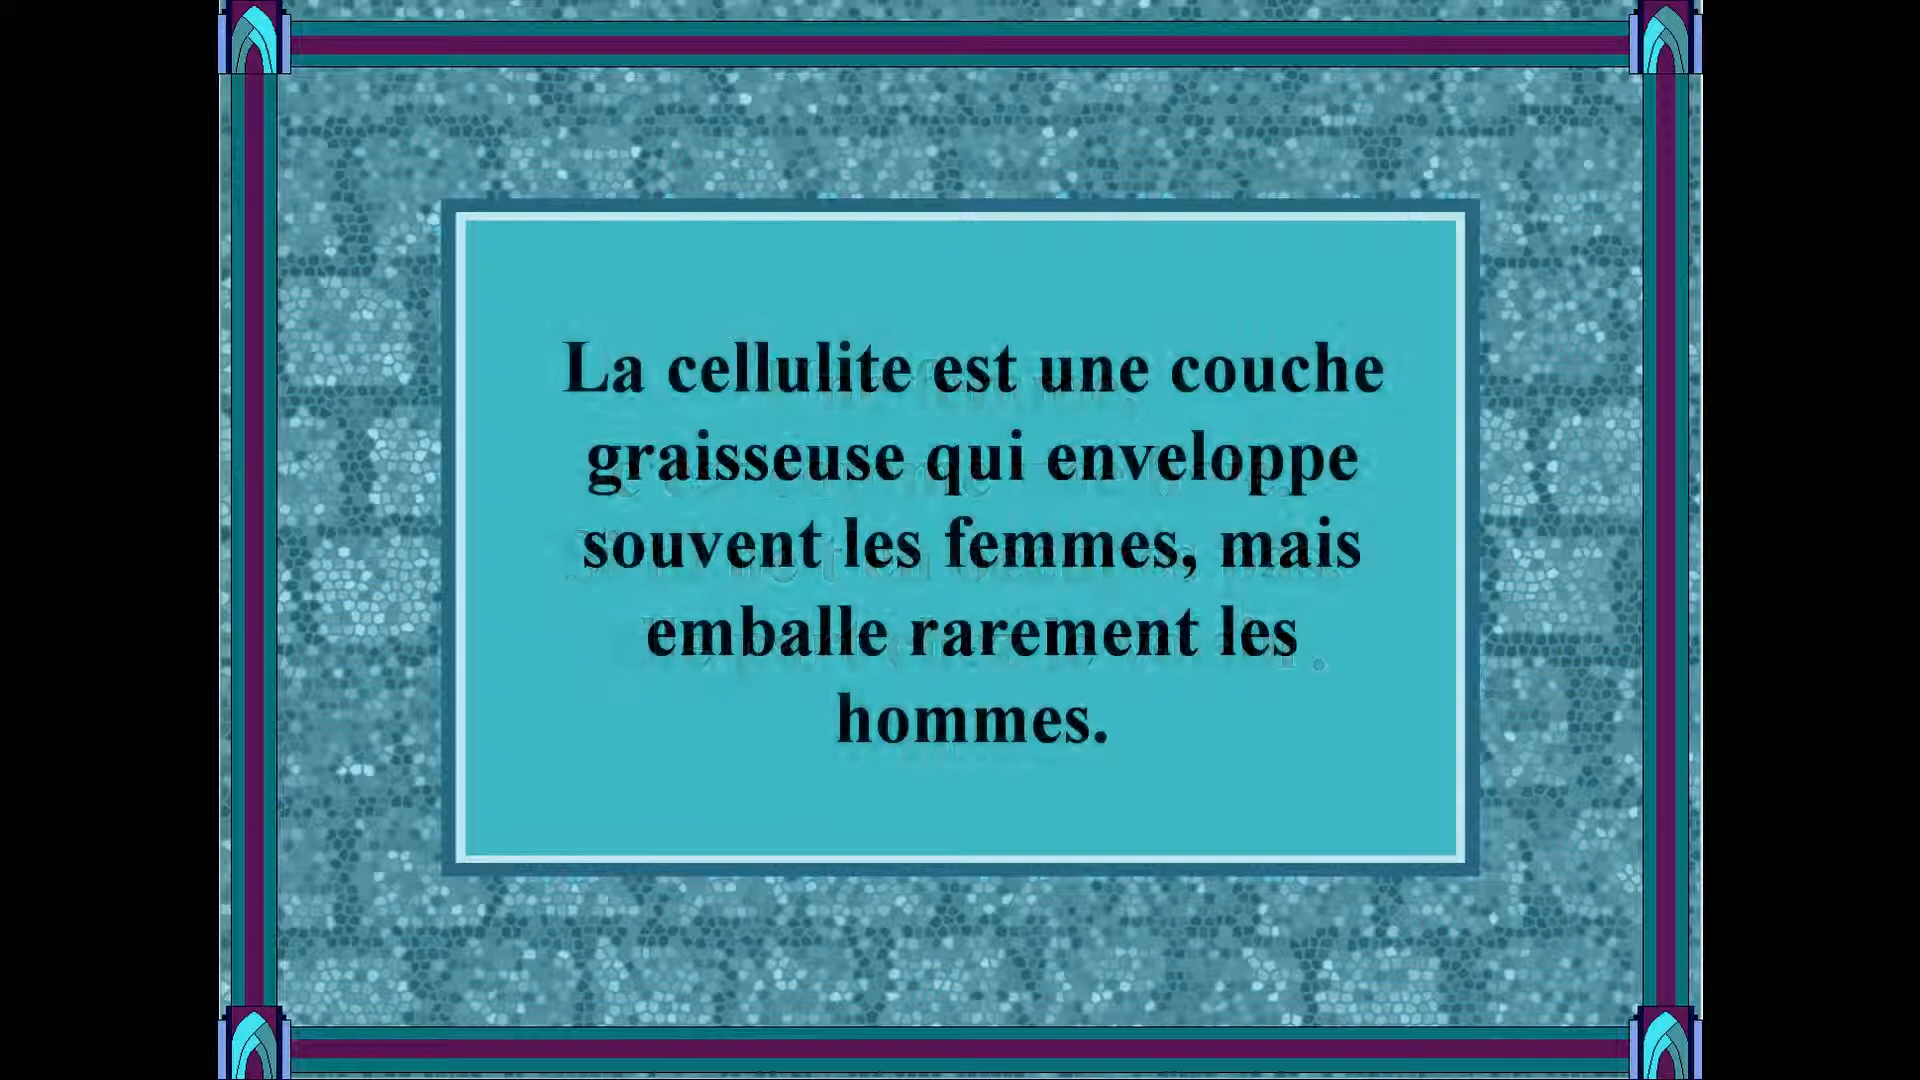 La cellulite est une couche
graisseuse qui enveloppe
souvent les femmes, mais
emballe rarement les
hommes.